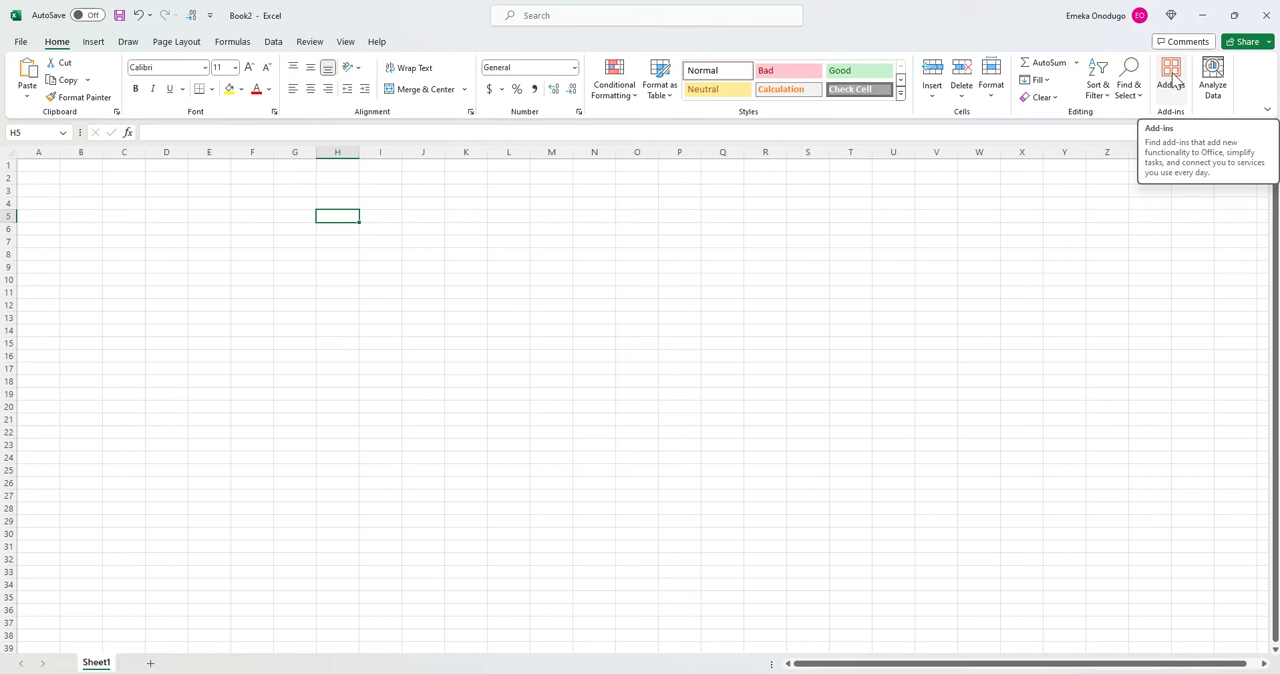 AutoSave Off Book2 - Excel Search Emeka Onodugo EO
File Home Insert Draw Page Layout Formulas Data Review View Help Comments Share
Paste Cut Copy Format Painter Clipboard
Calibri 11 B I U A Font
Wrap Text Merge & Center Alignment
General $ % Number
Conditional Formatting Format as Table
Normal Bad Good
Neutral Calculation Check Cell
Styles
Insert Delete Format Cells
AutoSum Fill Clear Sort & Filter Find & Select Editing
Add-ins
Analyze Data
H5 fx
Add-ins
Find add-ins that add new
functionality to Office, simplify
tasks, and connect you to services
you use every day.
A B C D E F G H I J K L M N O P Q R S T U V W X Y Z
1
2
3
4
5
6
7
8
9
10
11
12
13
14
15
16
17
18
19
20
21
22
23
24
25
26
27
28
29
30
31
32
33
34
35
36
37
38
39
Sheet1